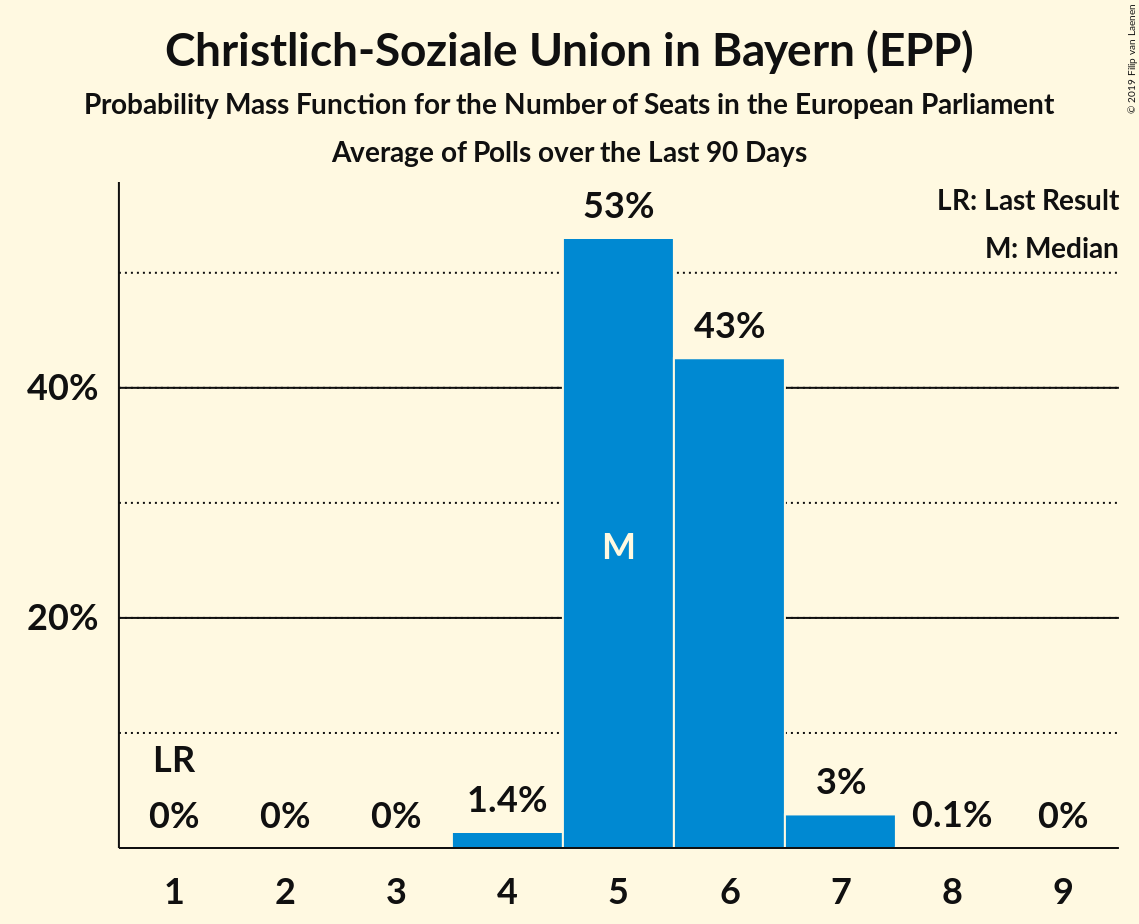 Christlich-Soziale Union in Bayern (EPP)
Probability Mass Function for the Number of Seats in the European Parliament
Average of Polls over the Last 90 Days
© 2019 Filip van Laenen
LR: Last Result
M: Median
53%
43%
40%
M
20%
LR
0%
0%
0%
1.4%
3%
0.1%
0%
1 2 3 4 5 6 7 8 9